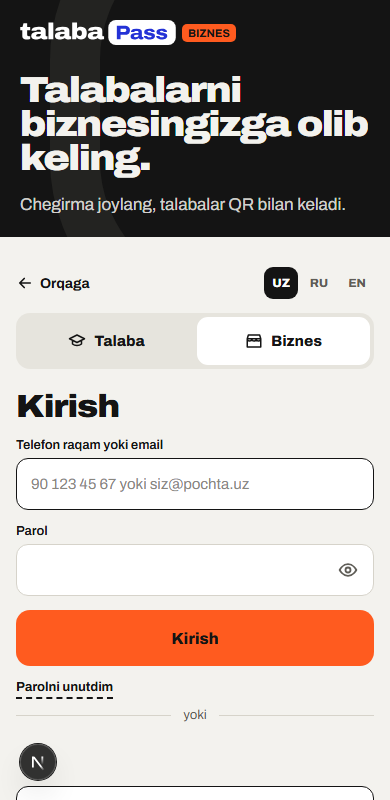 talaba Pass BIZNES
Talabalarni
biznesingizga olib
keling.
Chegirma joylang, talabalar QR bilan keladi.
← Orqaga
UZ RU EN
Talaba
Biznes
Kirish
Telefon raqam yoki email
90 123 45 67 yoki siz@pochta.uz
Parol
Kirish
Parolni unutdim
yoki
N